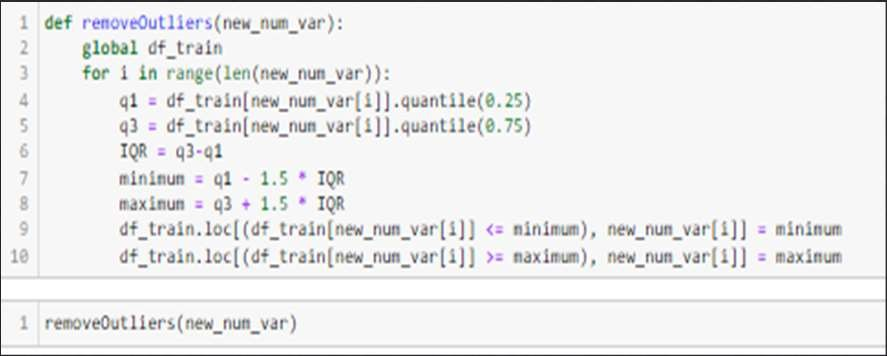 1 def removeOutliers(new_num_var):
2     global df_train
3     for i in range(len(new_num_var)):
4         q1 = df_train[new_num_var[i]].quantile(0.25)
5         q3 = df_train[new_num_var[i]].quantile(0.75)
6         IQR = q3-q1
7         minimum = q1 - 1.5 * IQR
8         maximum = q3 + 1.5 * IQR
9         df_train.loc[(df_train[new_num_var[i]] <= minimum), new_num_var[i]] = minimum
10         df_train.loc[(df_train[new_num_var[i]] >= maximum), new_num_var[i]] = maximum
1 removeOutliers(new_num_var)